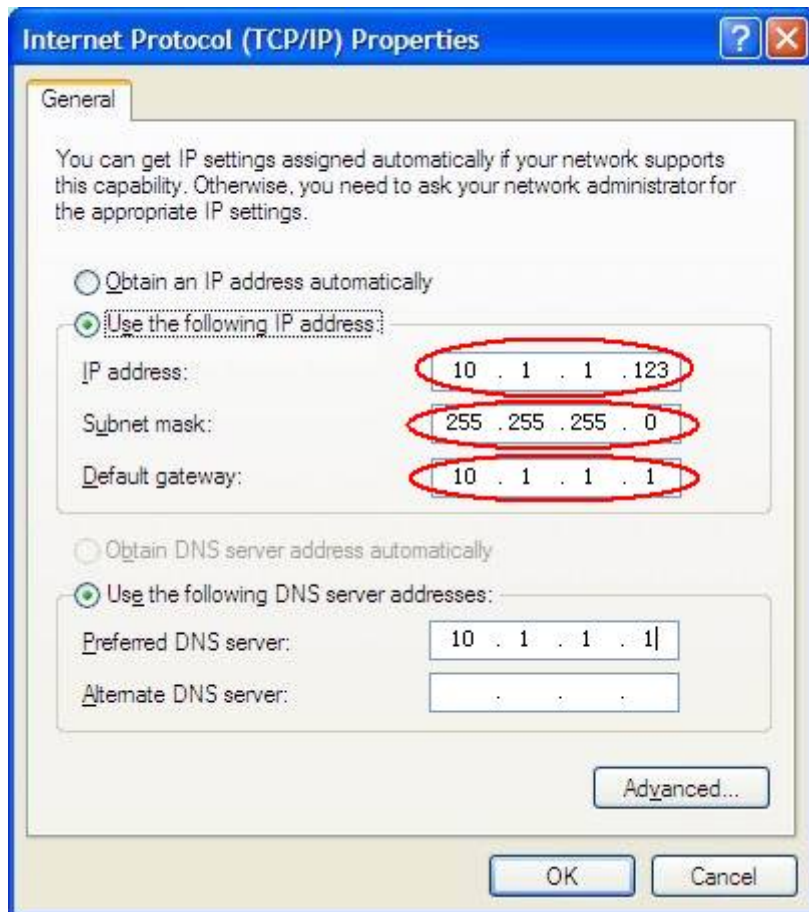 Internet Protocol (TCP/IP) Properties
General
You can get IP settings assigned automatically if your network supports
this capability. Otherwise, you need to ask your network administrator for
the appropriate IP settings.
Obtain an IP address automatically
Use the following IP address:
IP address: 10 . 1 . 1 .123
Subnet mask: 255 .255 .255 . 0
Default gateway: 10 . 1 . 1 . 1
Obtain DNS server address automatically
Use the following DNS server addresses:
Preferred DNS server: 10 . 1 . 1 . 1
Alternate DNS server: . . .
Advanced...
OK Cancel